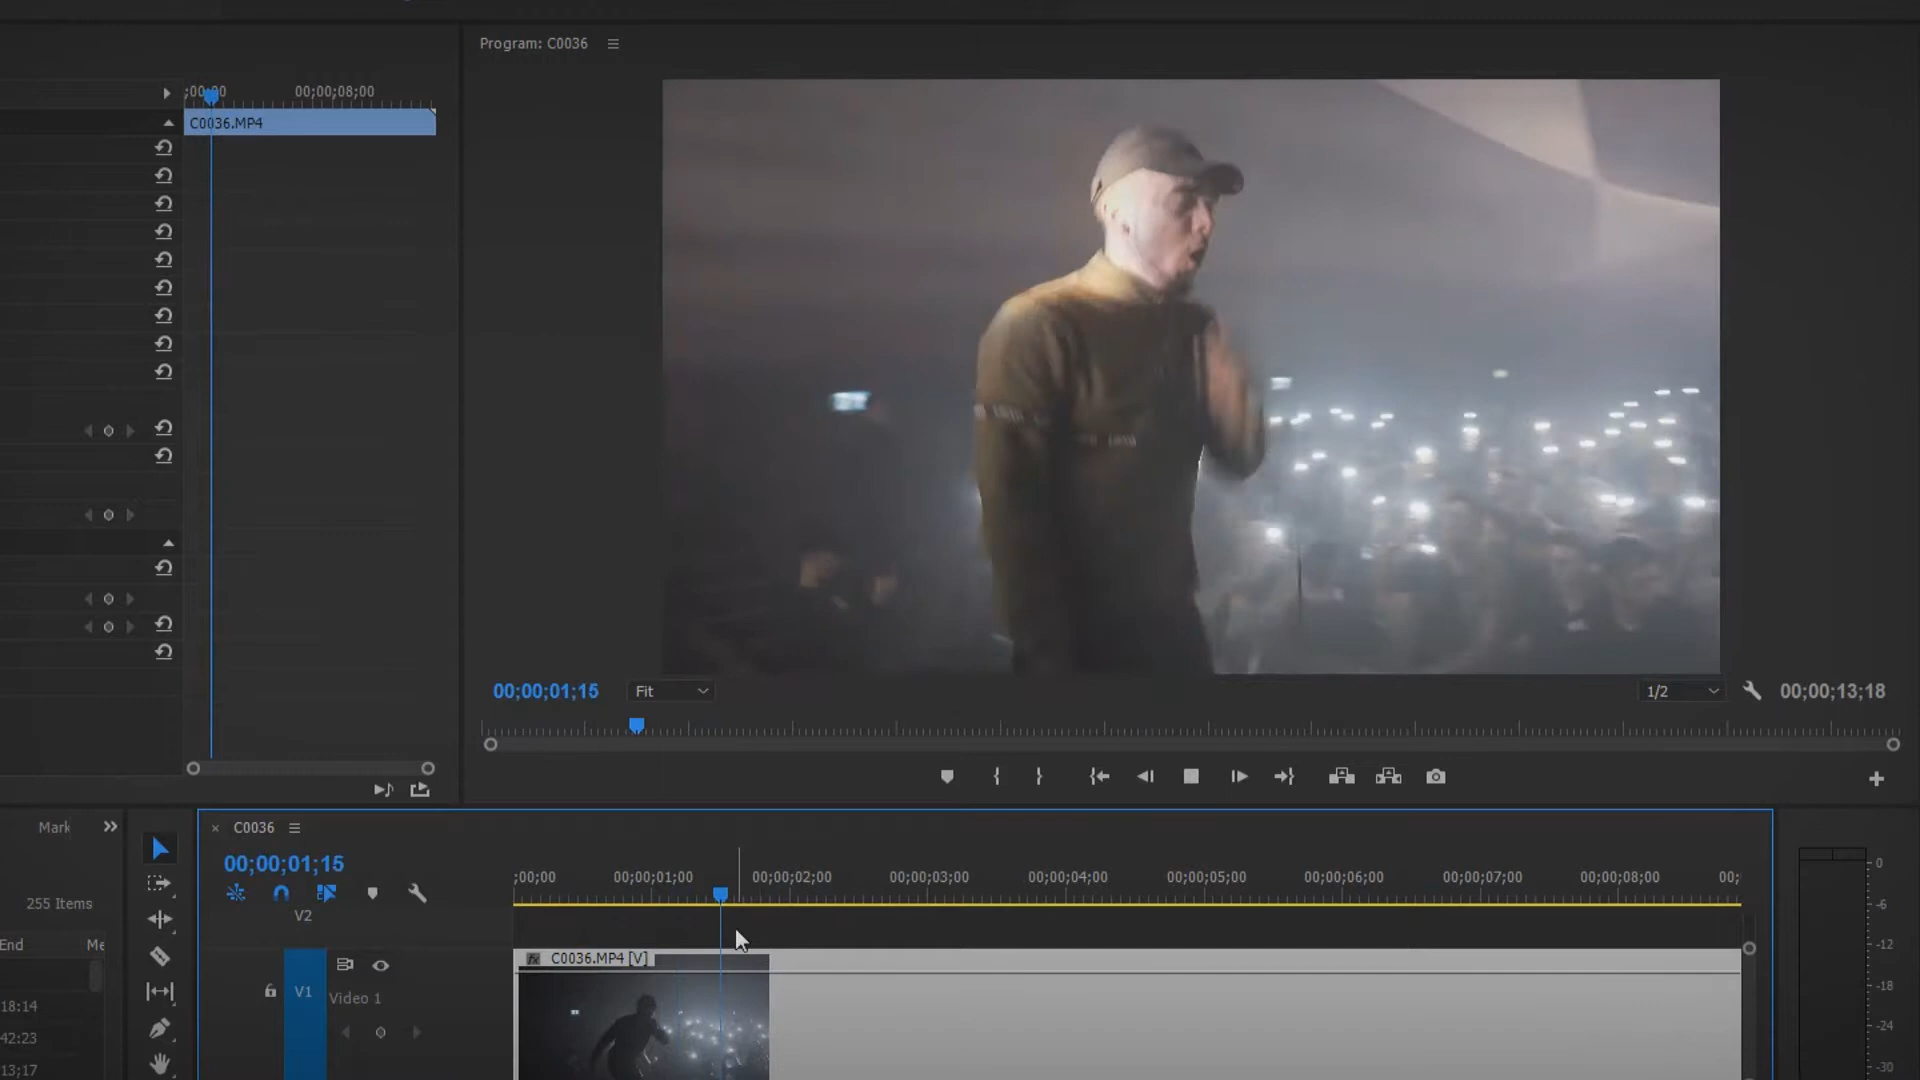 Program: C0036
;00;00
00;00;08;00
C0036.MP4
00;00;01;15
Fit
1/2
00;00;13;18
Mark
C0036
00;00;01;15
;00;00
00;00;01;00
00;00;02;00
00;00;03;00
00;00;04;00
00;00;05;00
00;00;06;00
00;00;07;00
00;00;08;00
00;
255 Items
V2
End
Me
fx C0036.MP4 [V]
V1
Video 1
18:14
42:23
13;17
0
-6
-12
-18
-24
-30